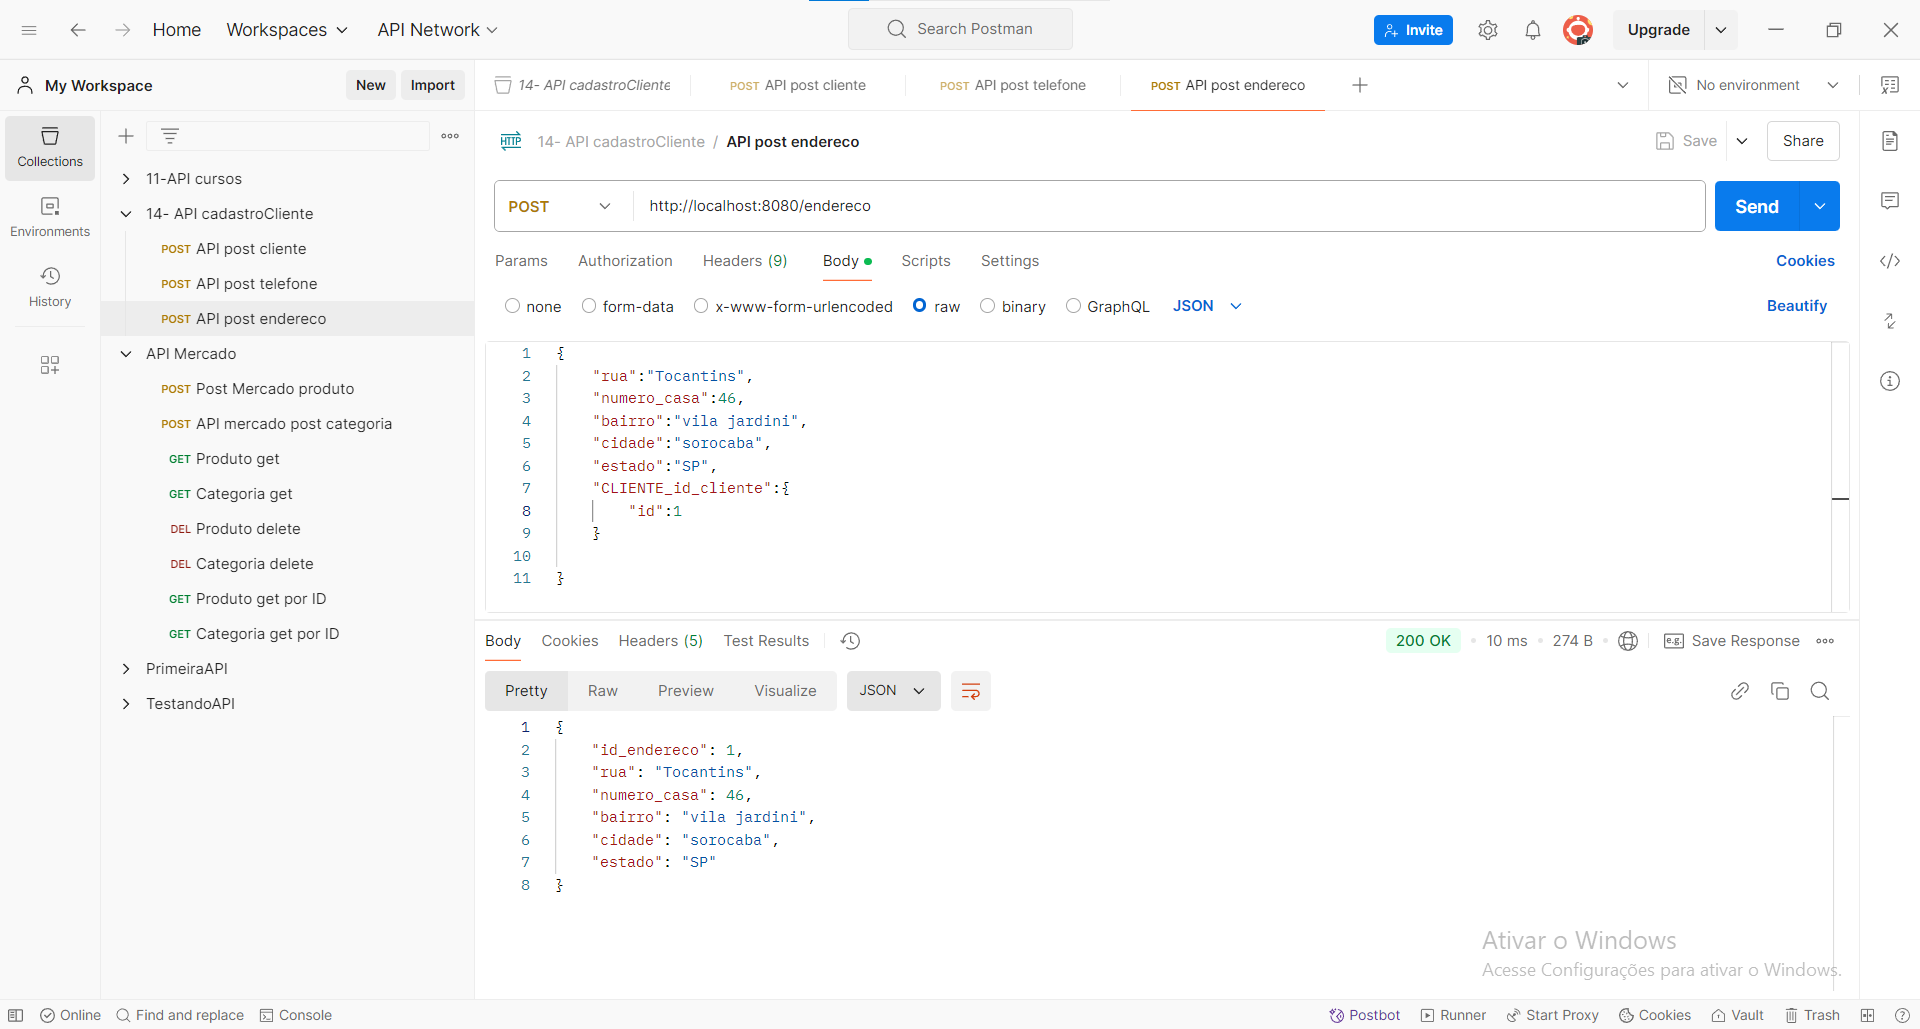 Home Workspaces API Network Search Postman Invite Upgrade
My Workspace New Import 14- API cadastroCliente POST API post cliente POST API post telefone POST API post endereco No environment
Collections
Environments
History
11-API cursos
14- API cadastroCliente
POST API post cliente
POST API post telefone
POST API post endereco
API Mercado
POST Post Mercado produto
POST API mercado post categoria
GET Produto get
GET Categoria get
DEL Produto delete
DEL Categoria delete
GET Produto get por ID
GET Categoria get por ID
PrimeiraAPI
TestandoAPI
HTTP 14- API cadastroCliente / API post endereco Save Share
POST http://localhost:8080/endereco Send
Params Authorization Headers (9) Body Scripts Settings Cookies
none form-data x-www-form-urlencoded raw binary GraphQL JSON Beautify
1 {
2 "rua":"Tocantins",
3 "numero_casa":46,
4 "bairro":"vila jardini",
5 "cidade":"sorocaba",
6 "estado":"SP",
7 "CLIENTE_id_cliente":{
8 "id":1
9 }
10
11 }
Body Cookies Headers (5) Test Results 200 OK 10 ms 274 B e.g. Save Response
Pretty Raw Preview Visualize JSON
1 {
2 "id_endereco": 1,
3 "rua": "Tocantins",
4 "numero_casa": 46,
5 "bairro": "vila jardini",
6 "cidade": "sorocaba",
7 "estado": "SP"
8 }
Ativar o Windows
Acesse Configurações para ativar o Windows.
Online Find and replace Console Postbot Runner Start Proxy Cookies Vault Trash